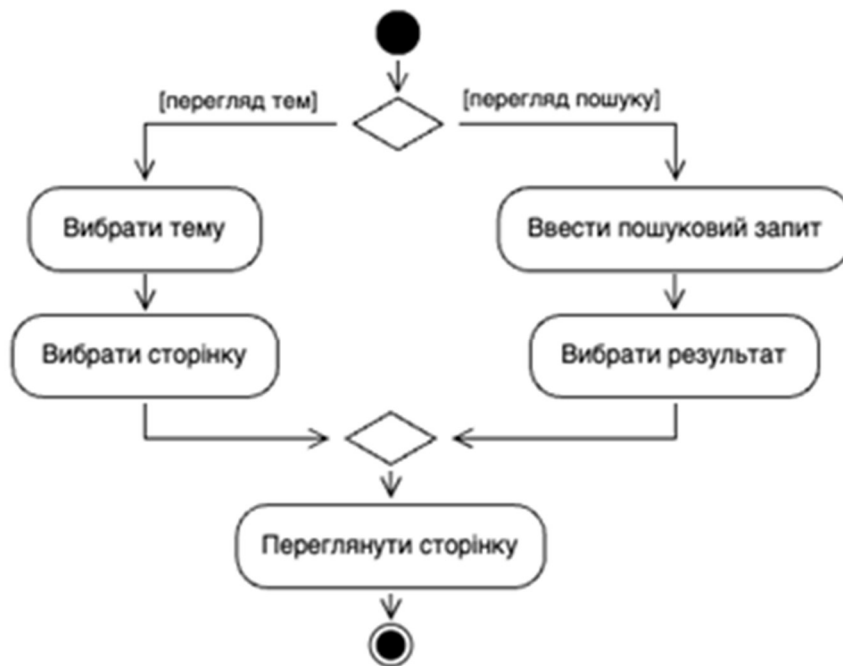 [перегляд тем]
[перегляд пошуку]
Вибрати тему
Ввести пошуковий запит
Вибрати сторінку
Вибрати результат
Переглянути сторінку